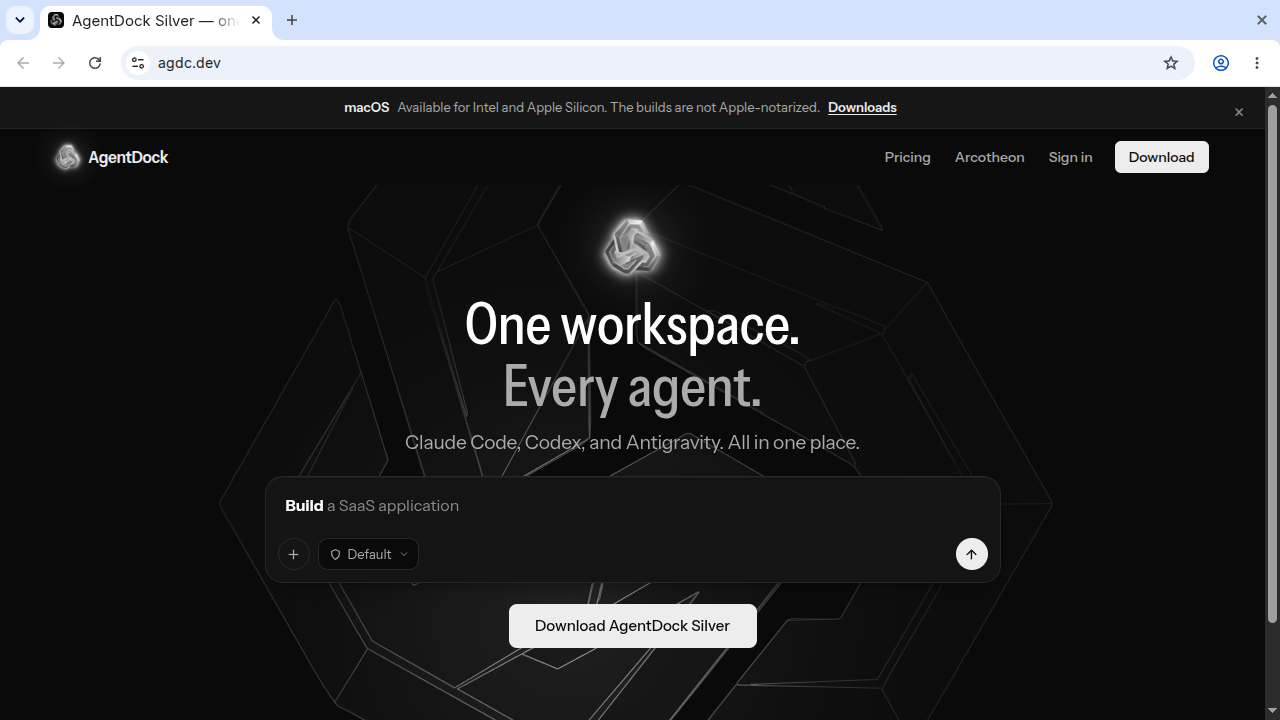 AgentDock Silver — one
agdc.dev
macOS Available for Intel and Apple Silicon. The builds are not Apple-notarized. Downloads
AgentDock
Pricing
Arcotheon
Sign in
Download
One workspace.
Every agent.
Claude Code, Codex, and Antigravity. All in one place.
Build a SaaS application
Default
Download AgentDock Silver